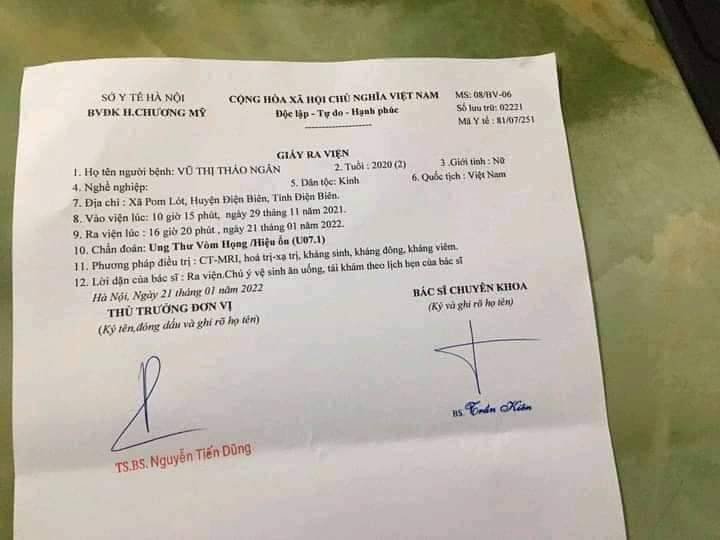 SỞ Y TẾ HÀ NỘI
BVĐK H.CHƯƠNG MỸ
CỘNG HÒA XÃ HỘI CHỦ NGHĨA VIỆT NAM
Độc lập - Tự do - Hạnh phúc
MS: 08/BV-06
Số lưu trữ: 02221
Mã Y tế : 81/07/251
GIẤY RA VIỆN
1. Họ tên người bệnh: VŨ THỊ THẢO NGÂN 2. Tuổi : 2020 (2) 3 .Giới tính : Nữ
4. Nghề nghiệp: 5. Dân tộc: Kinh 6. Quốc tịch : Việt Nam
7. Địa chỉ : Xã Pom Lót, Huyện Điện Biên, Tỉnh Điện Biên.
8. Vào viện lúc: 10 giờ 15 phút, ngày 29 tháng 11 năm 2021.
9. Ra viện lúc : 16 giờ 20 phút , ngày 21 tháng 01 năm 2022.
10. Chẩn đoán: Ung Thư Vòm Họng /Hiệu ốn (U07.1)
11. Phương pháp điều trị : CT-MRI, hoá trị-xạ trị, kháng sinh, kháng đông, kháng viêm.
12. Lời dặn của bác sĩ : Ra viện.Chú ý vệ sinh ăn uống, tái khám theo lịch hẹn của bác sĩ
Hà Nội, Ngày 21 tháng 01 năm 2022
THỦ TRƯỞNG ĐƠN VỊ
(Ký tên,đóng dấu và ghi rõ họ tên)
BÁC SĨ CHUYÊN KHOA
(Ký và ghi rõ họ tên)
TS.BS. Nguyễn Tiến Dũng
BS. Trần Kiên